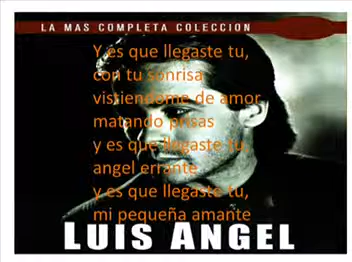 LA MAS COMPLETA COLECCION
Y es que llegaste tu,
con tu sonrisa
vistiendome de amor
matando prisas
y es que llegaste tu,
angel errante
y es que llegaste tu,
mi pequeña amante
LUIS ANGEL